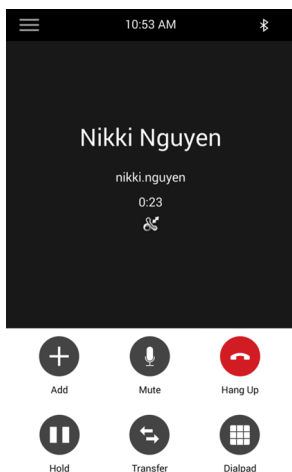 10:53 AM
Nikki Nguyen
nikki.nguyen
0:23
Add Mute Hang Up
Hold Transfer Dialpad